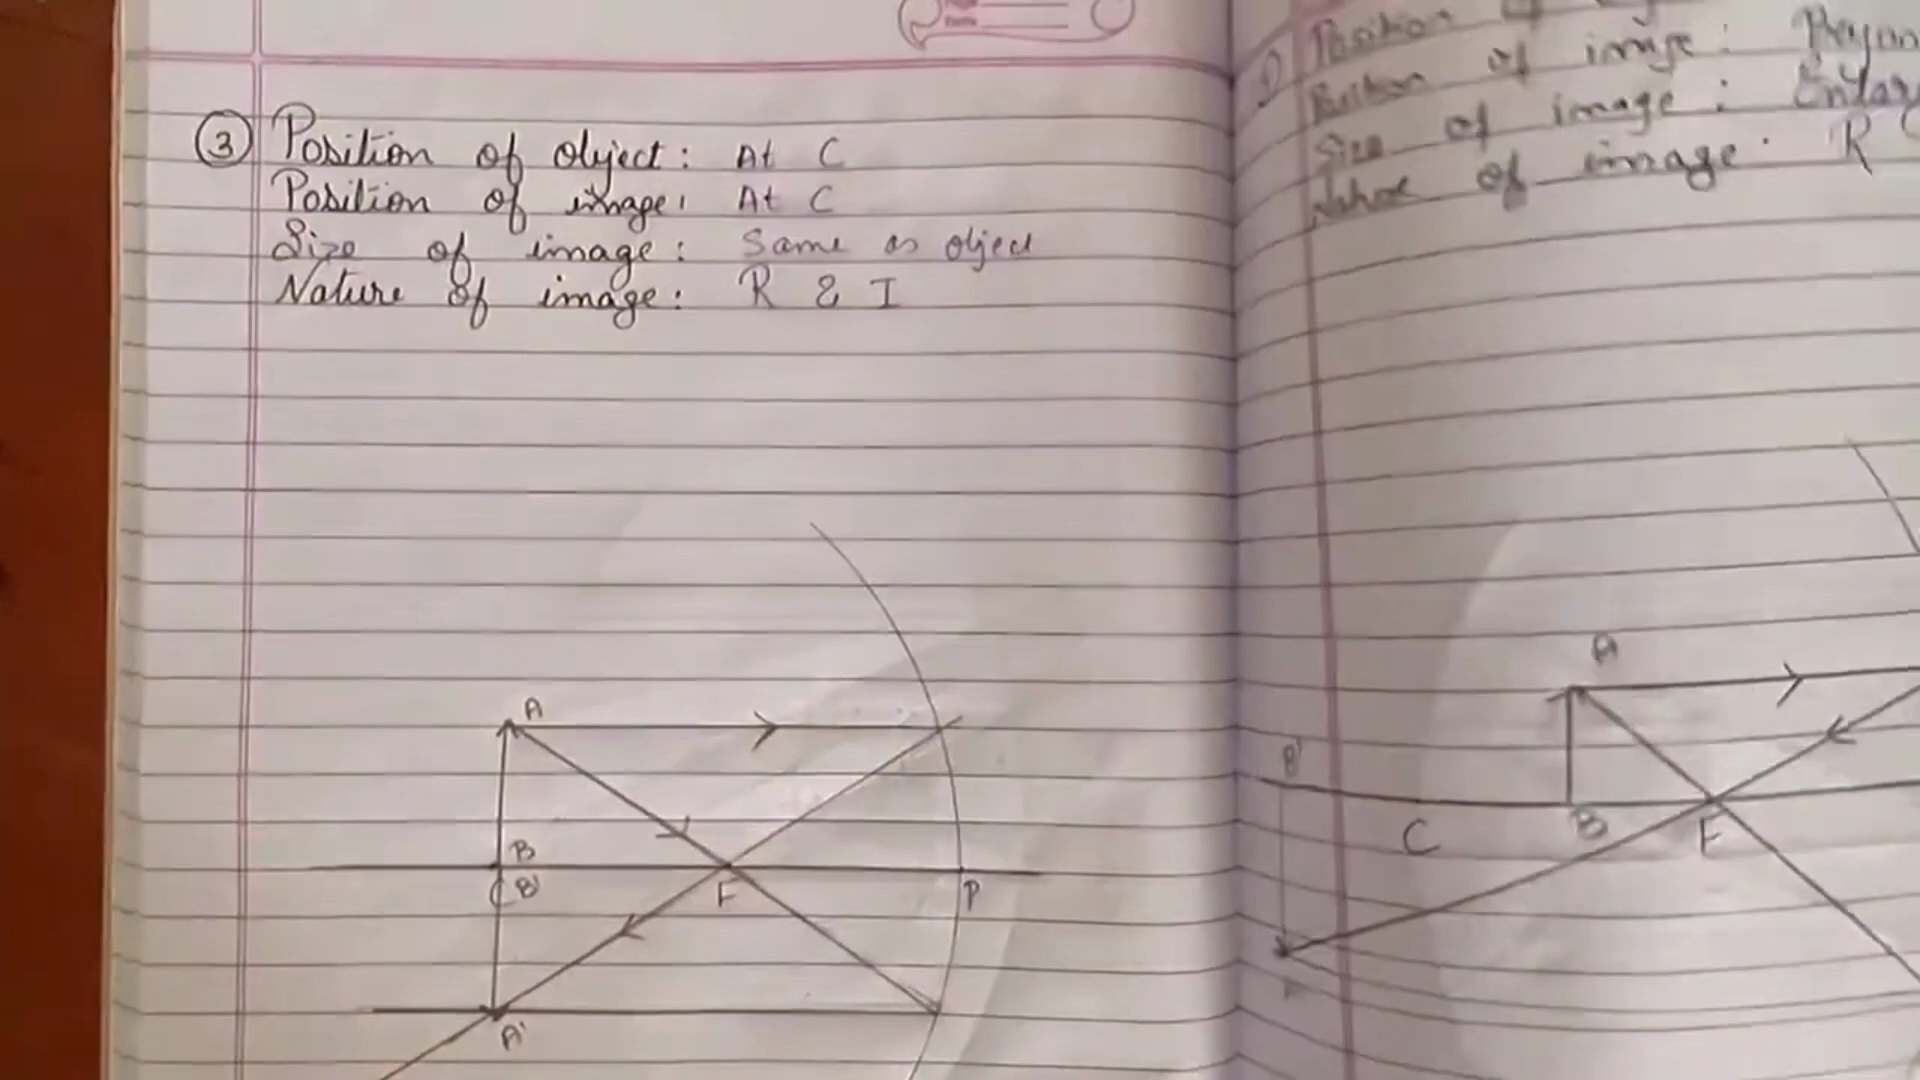 ③ Position of object: At C
Position of image: At C
Size of image: Same as object
Nature of image: R & I
A
B
C B'
F
P
A'
Position
of image:
Size of image:
Nature of image: R
A
B'
C
B
F